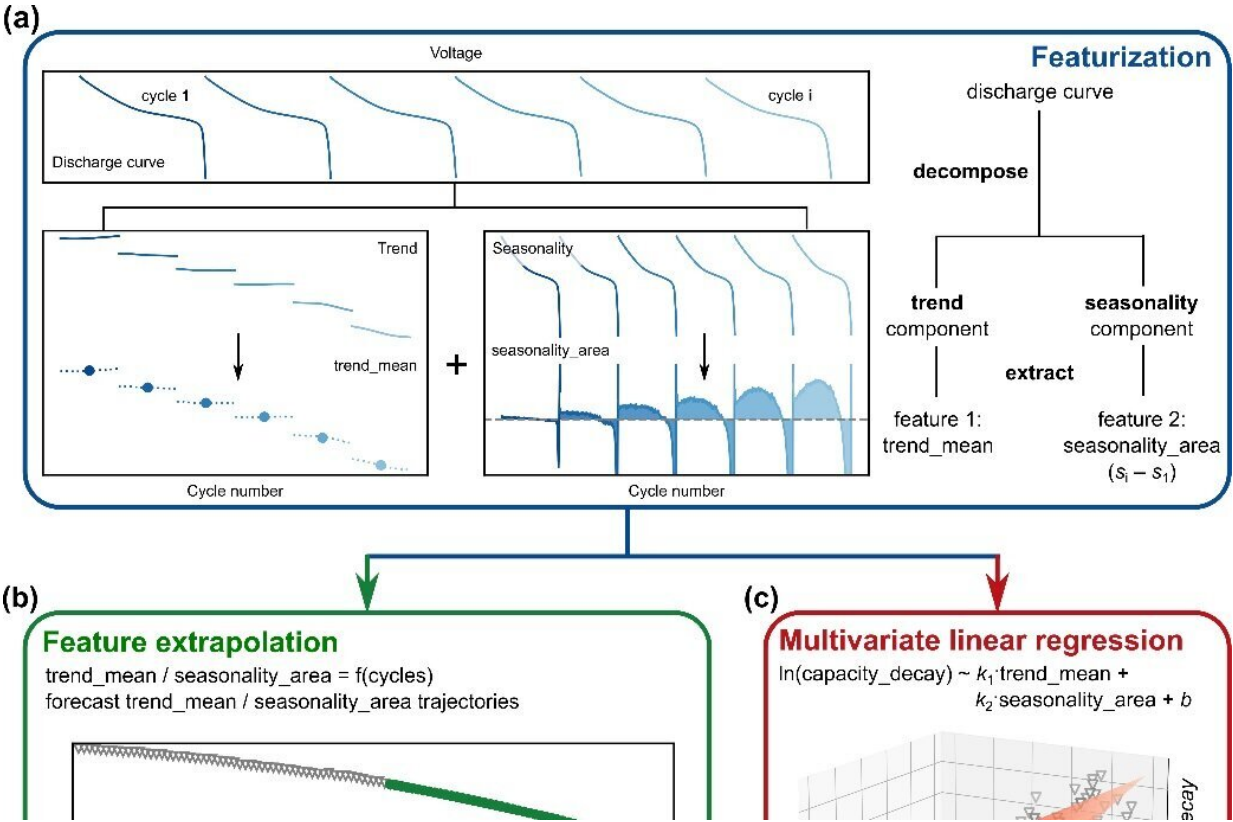 (a)
Voltage
Featurization
cycle 1
cycle i
Discharge curve
discharge curve
decompose
Trend
Seasonality
trend_mean
+
seasonality_area
trend
component
seasonality
component
extract
feature 1:
trend_mean
feature 2:
seasonality_area
(si – s1)
Cycle number
Cycle number
(b)
Feature extrapolation
trend_mean / seasonality_area = f(cycles)
forecast trend_mean / seasonality_area trajectories
(c)
Multivariate linear regression
ln(capacity_decay) ~ k1·trend_mean +
k2·seasonality_area + b